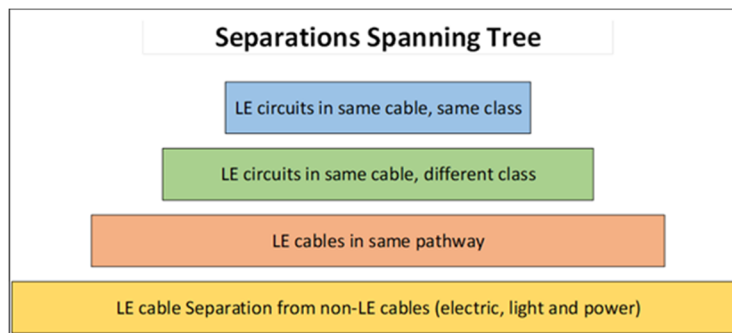 Separations Spanning Tree
LE circuits in same cable, same class
LE circuits in same cable, different class
LE cables in same pathway
LE cable Separation from non-LE cables (electric, light and power)